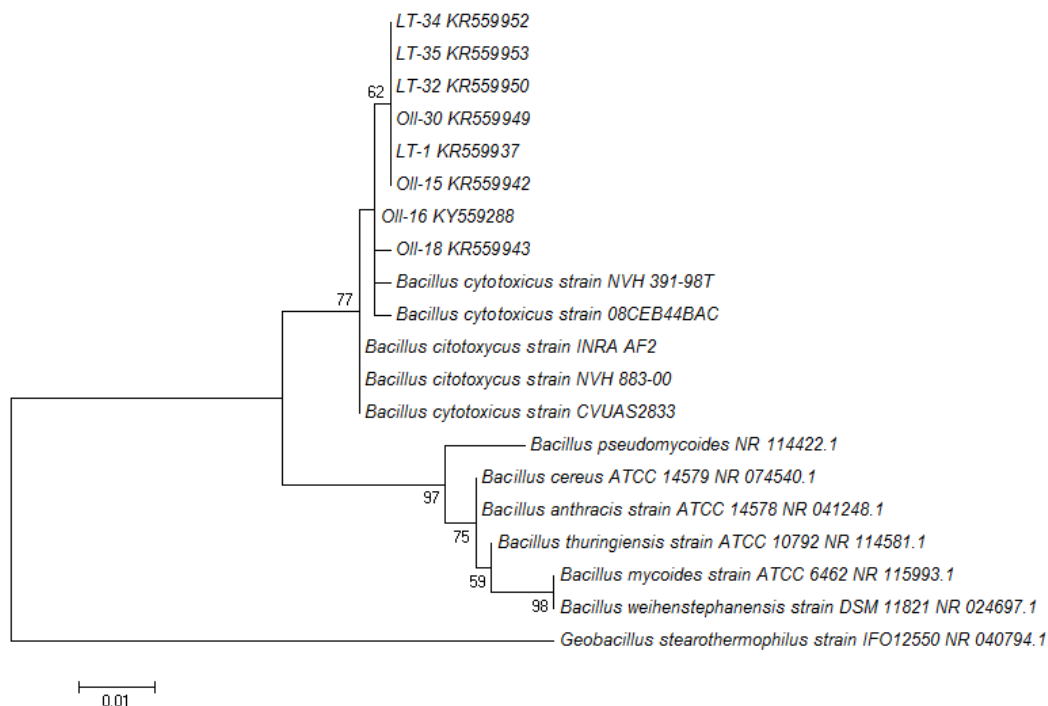 LT-34 KR559952
LT-35 KR559953
LT-32 KR559950
62
OII-30 KR559949
LT-1 KR559937
OII-15 KR559942
OII-16 KY559288
OII-18 KR559943
Bacillus cytotoxicus strain NVH 391-98T
77
Bacillus cytotoxicus strain 08CEB44BAC
Bacillus citotoxycus strain INRA AF2
Bacillus citotoxycus strain NVH 883-00
Bacillus cytotoxicus strain CVUAS2833
Bacillus pseudomycoides NR 114422.1
Bacillus cereus ATCC 14579 NR 074540.1
97
Bacillus anthracis strain ATCC 14578 NR 041248.1
75
Bacillus thuringiensis strain ATCC 10792 NR 114581.1
Bacillus mycoides strain ATCC 6462 NR 115993.1
59
Bacillus weihenstephanensis strain DSM 11821 NR 024697.1
98
Geobacillus stearothermophilus strain IFO12550 NR 040794.1
0.01